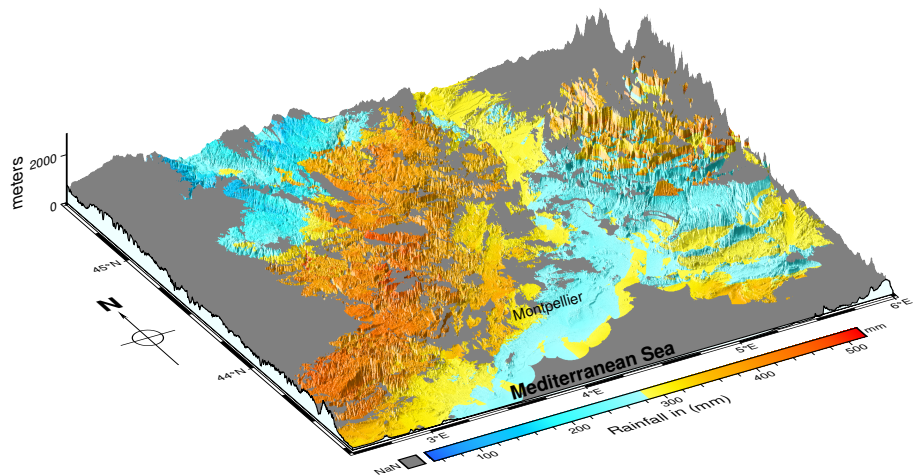 meters
2000
0
45°N
N
44°N
Montpellier
Mediterranean Sea
3°E
4°E
5°E
6°E
NaN
100
200
300
400
500
mm
Rainfall in (mm)